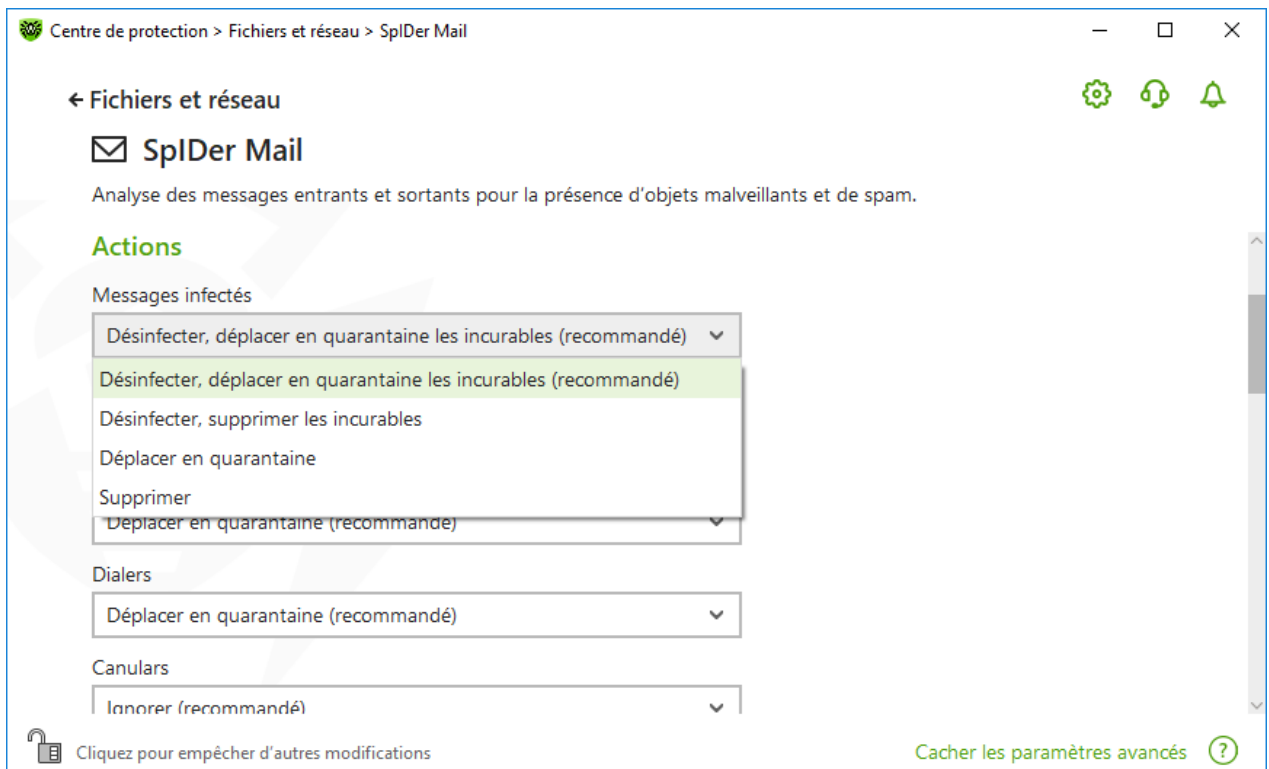 Centre de protection > Fichiers et réseau > SpIDer Mail
Fichiers et réseau
SpIDer Mail
Analyse des messages entrants et sortants pour la présence d'objets malveillants et de spam.
Actions
Messages infectés
Désinfecter, déplacer en quarantaine les incurables (recommandé)
Désinfecter, déplacer en quarantaine les incurables (recommandé)
Désinfecter, supprimer les incurables
Déplacer en quarantaine
Supprimer
Déplacer en quarantaine (recommandé)
Dialers
Déplacer en quarantaine (recommandé)
Canulars
Ignorer (recommandé)
Cliquez pour empêcher d'autres modifications
Cacher les paramètres avancés ?